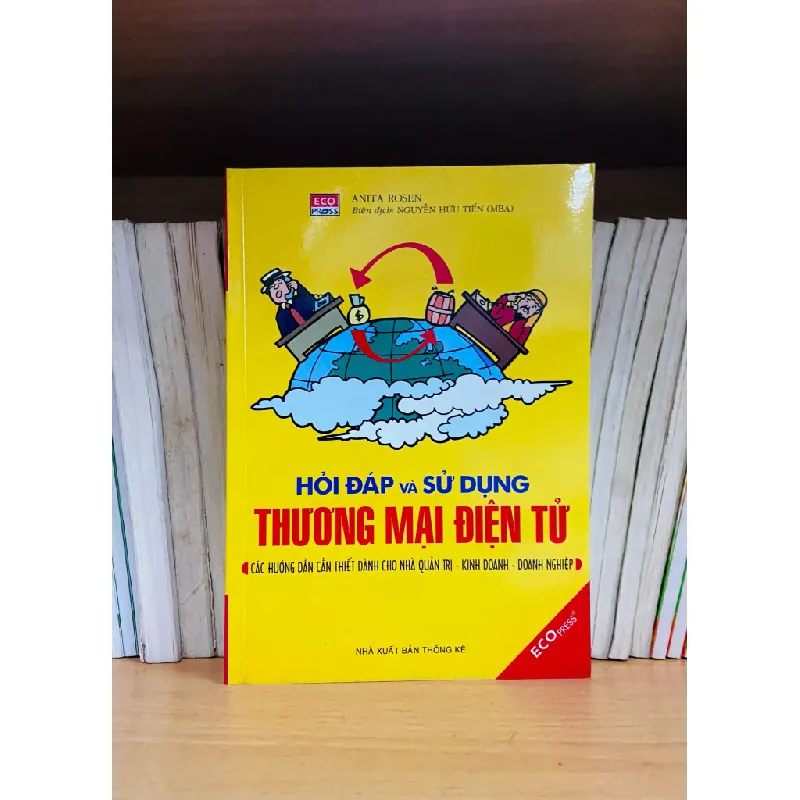 ECO
PRESS
ANITA ROSEN
Biên dịch: NGUYỄN HỮU TIẾN (MBA)
$
HỎI ĐÁP VÀ SỬ DỤNG
THƯƠNG MẠI ĐIỆN TỬ
CÁC HƯỚNG DẪN CẦN THIẾT DÀNH CHO NHÀ QUẢN TRỊ - KINH DOANH - DOANH NGHIỆP
ECO PRESS®
NHÀ XUẤT BẢN THỐNG KÊ